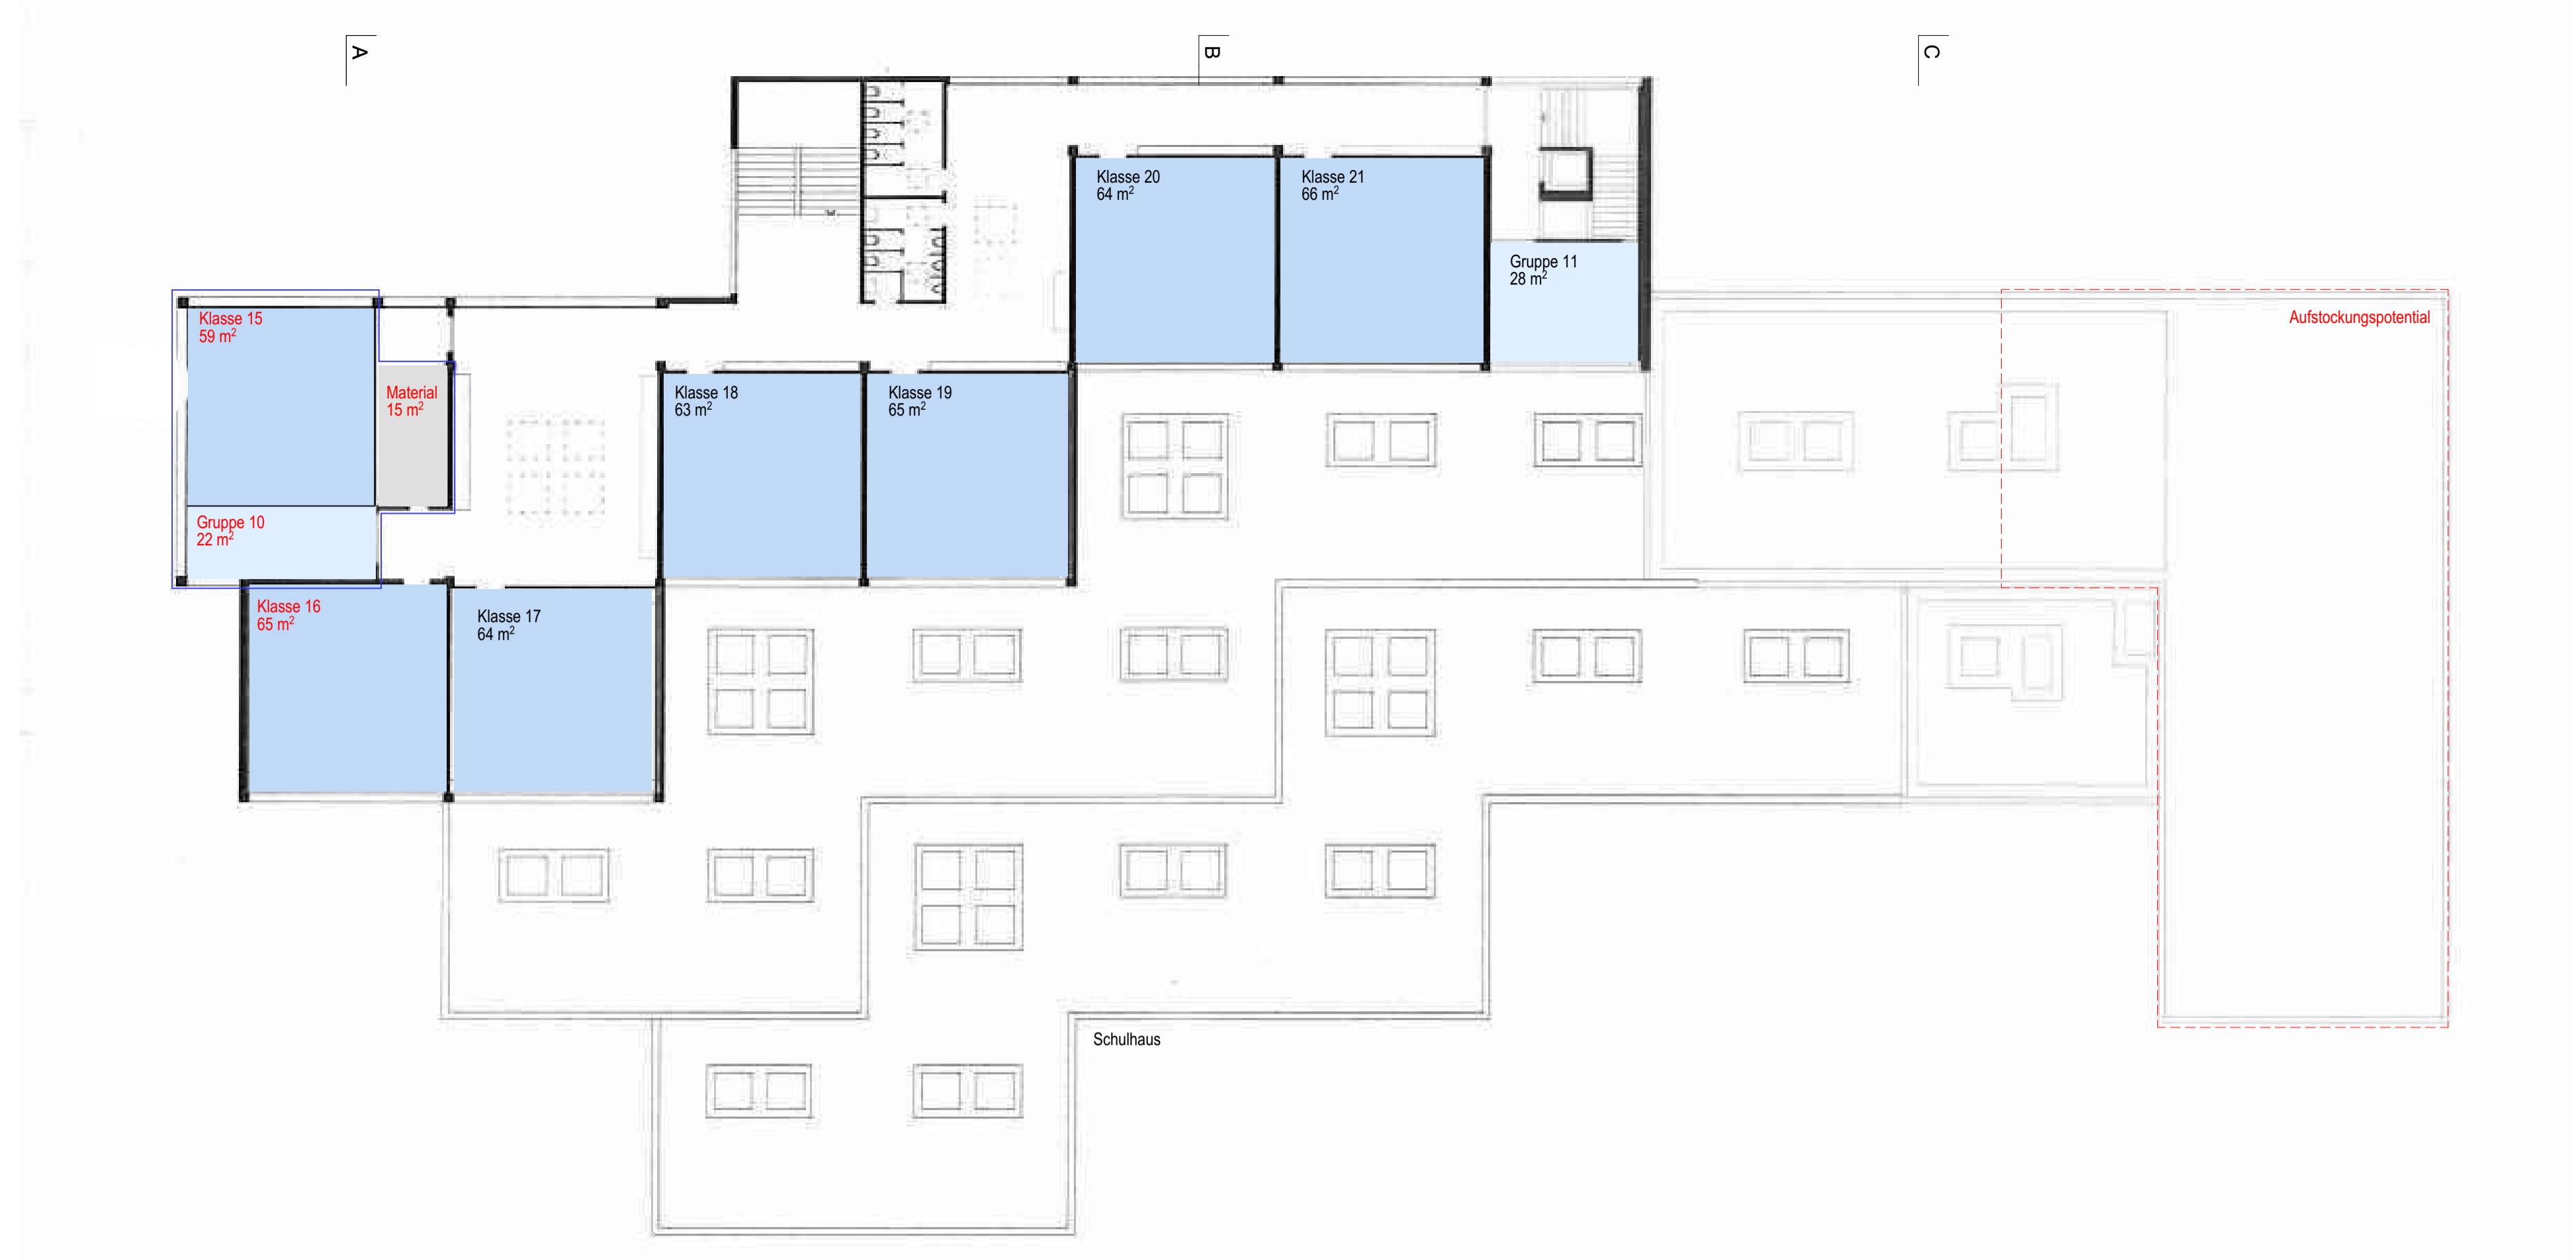 A
B
C
Klasse 20
64 m²
Klasse 21
66 m²
Gruppe 11
28 m²
Klasse 15
59 m²
Aufstockungspotential
Material
15 m²
Klasse 18
63 m²
Klasse 19
65 m²
Gruppe 10
22 m²
Klasse 16
65 m²
Klasse 17
64 m²
Schulhaus